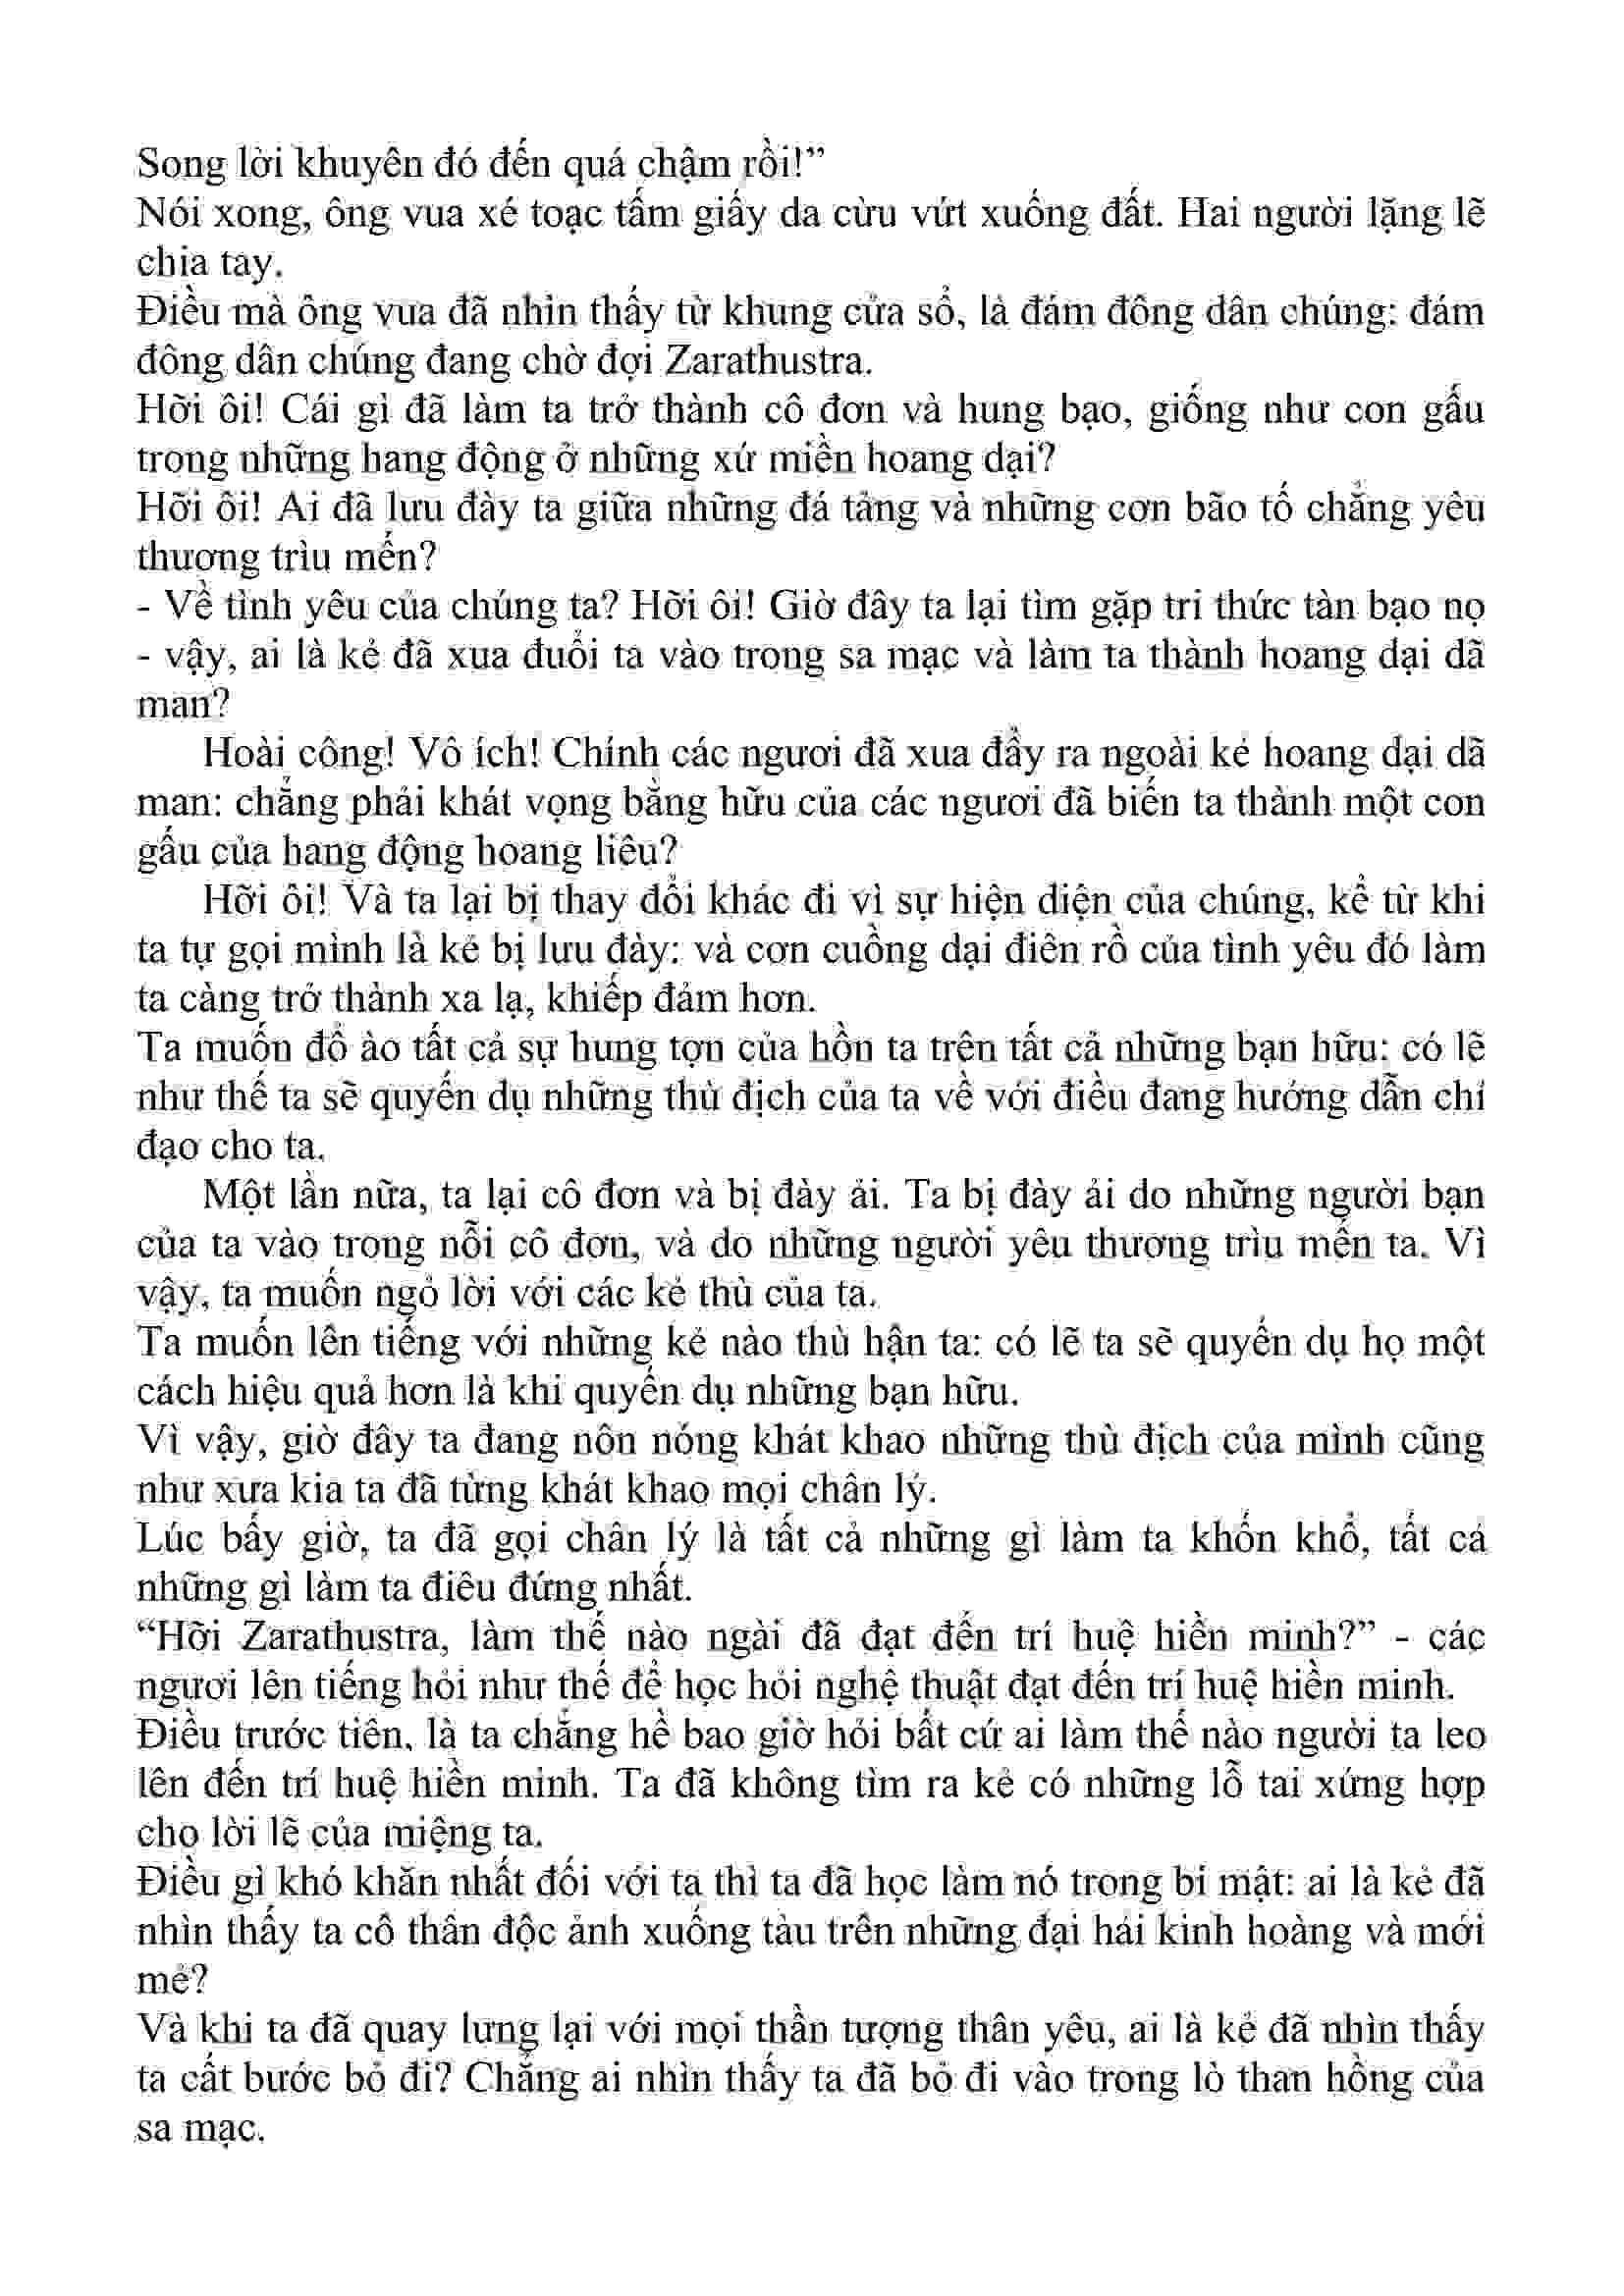 Song lời khuyên đó đến quá chậm rồi!”
Nói xong, ông vua xé toạc tấm giấy da cừu vứt xuống đất. Hai người lặng lẽ
chia tay.
Điều mà ông vua đã nhìn thấy từ khung cửa sổ, là đám đông dân chúng: đám
đông dân chúng đang chờ đợi Zarathustra.
Hỡi ôi! Cái gì đã làm ta trở thành cô đơn và hung bạo, giống như con gấu
trong những hang động ở những xứ miền hoang dại?
Hỡi ôi! Ai đã lưu đày ta giữa những đá tảng và những cơn bão tố chẳng yêu
thương trìu mến?
- Về tình yêu của chúng ta? Hỡi ôi! Giờ đây ta lại tìm gặp tri thức tàn bạo nọ
- vậy, ai là kẻ đã xua đuổi ta vào trong sa mạc và làm ta thành hoang dại dã
man?
Hoài công! Vô ích! Chính các ngươi đã xua đẩy ra ngoài kẻ hoang dại dã
man: chẳng phải khát vọng bằng hữu của các ngươi đã biến ta thành một con
gấu của hang động hoang liêu?
Hỡi ôi! Và ta lại bị thay đổi khác đi vì sự hiện diện của chúng, kể từ khi
ta tự gọi mình là kẻ bị lưu đày: và cơn cuồng dại điên rồ của tình yêu đó làm
ta càng trở thành xa lạ, khiếp đảm hơn.
Ta muốn đổ ào tất cả sự hung tợn của hồn ta trên tất cả những bạn hữu: có lẽ
như thế ta sẽ quyến dụ những thù địch của ta về với điều đang hướng dẫn chỉ
đạo cho ta.
Một lần nữa, ta lại cô đơn và bị đày ải. Ta bị đày ải do những người bạn
của ta vào trong nỗi cô đơn, và do những người yêu thương trìu mến ta. Vì
vậy, ta muốn ngỏ lời với các kẻ thù của ta.
Ta muốn lên tiếng với những kẻ nào thù hận ta: có lẽ ta sẽ quyến dụ họ một
cách hiệu quả hơn là khi quyến dụ những bạn hữu.
Vì vậy, giờ đây ta đang nôn nóng khát khao những thù địch của mình cũng
như xưa kia ta đã từng khát khao mọi chân lý.
Lúc bấy giờ, ta đã gọi chân lý là tất cả những gì làm ta khốn khổ, tất cả
những gì làm ta điêu đứng nhất.
“Hỡi Zarathustra, làm thế nào ngài đã đạt đến trí huệ hiền minh?” - các
ngươi lên tiếng hỏi như thế để học hỏi nghệ thuật đạt đến trí huệ hiền minh.
Điều trước tiên, là ta chẳng hề bao giờ hỏi bất cứ ai làm thế nào người ta leo
lên đến trí huệ hiền minh. Ta đã không tìm ra kẻ có những lỗ tai xứng hợp
cho lời lẽ của miệng ta.
Điều gì khó khăn nhất đối với ta thì ta đã học làm nó trong bí mật: ai là kẻ đã
nhìn thấy ta cô thân độc ảnh xuống tàu trên những đại hải kinh hoàng và mới
mẻ?
Và khi ta đã quay lưng lại với mọi thần tượng thân yêu, ai là kẻ đã nhìn thấy
ta cất bước bỏ đi? Chẳng ai nhìn thấy ta đã bỏ đi vào trong lò than hồng của
sa mạc.